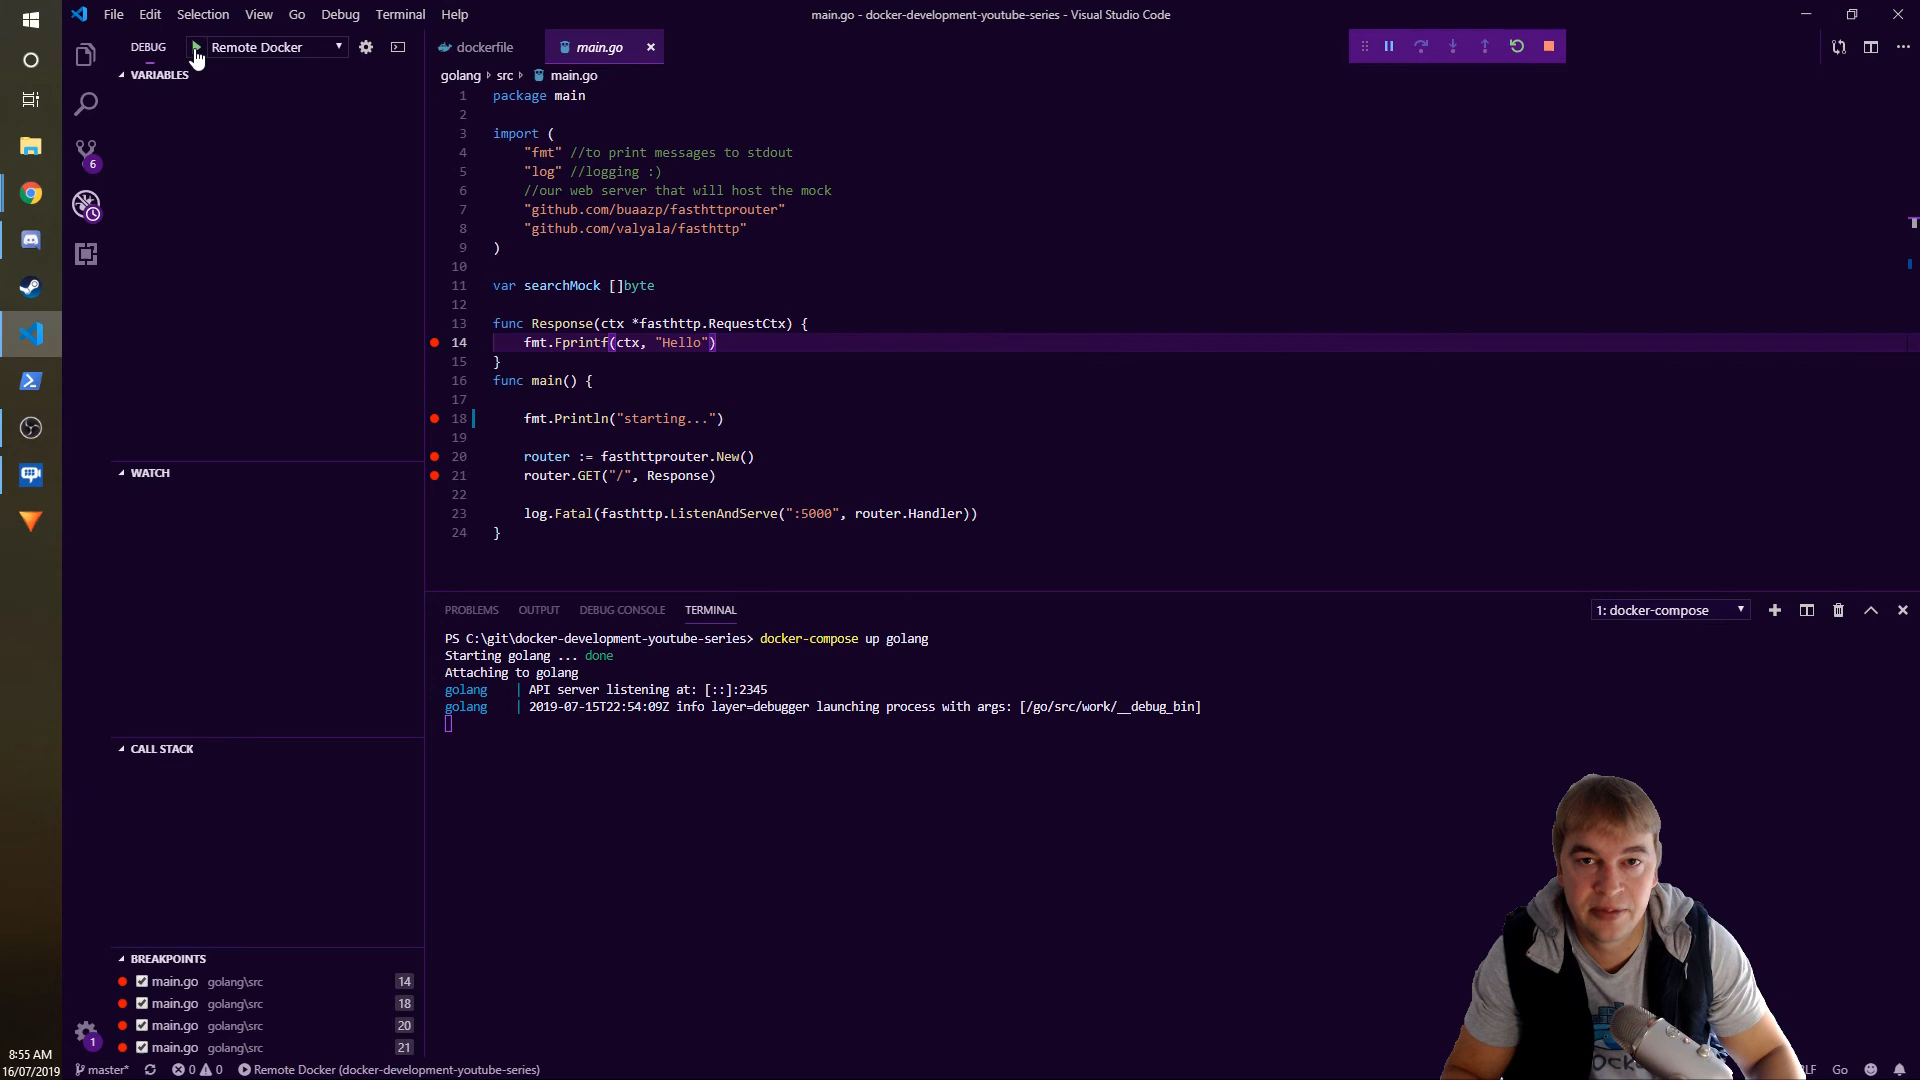 File Edit Selection View Go Debug Terminal Help
main.go - docker-development-youtube-series - Visual Studio Code
DEBUG Remote Docker
dockerfile main.go
VARIABLES
golang src main.go
1 package main
2
3 import (
4 "fmt" //to print messages to stdout
5 "log" //logging :)
6 //our web server that will host the mock
7 "github.com/buaazp/fasthttprouter"
8 "github.com/valyala/fasthttp"
9 )
10
11 var searchMock []byte
12
13 func Response(ctx *fasthttp.RequestCtx) {
14 fmt.Fprintf(ctx, "Hello")
15 }
16 func main() {
17
18 fmt.Println("starting...")
19
20 router := fasthttprouter.New()
21 router.GET("/", Response)
22
23 log.Fatal(fasthttp.ListenAndServe(":5000", router.Handler))
24 }
6
WATCH
CALL STACK
BREAKPOINTS
main.go golang\src 14
main.go golang\src 18
main.go golang\src 20
main.go golang\src 21
1
PROBLEMS OUTPUT DEBUG CONSOLE TERMINAL
1: docker-compose
PS C:\git\docker-development-youtube-series> docker-compose up golang
Starting golang ... done
Attaching to golang
golang | API server listening at: [::]:2345
golang | 2019-07-15T22:54:09Z info layer=debugger launching process with args: [/go/src/work/__debug_bin]
8:55 AM
16/07/2019
master* 0 0 Remote Docker (docker-development-youtube-series)
LF Go